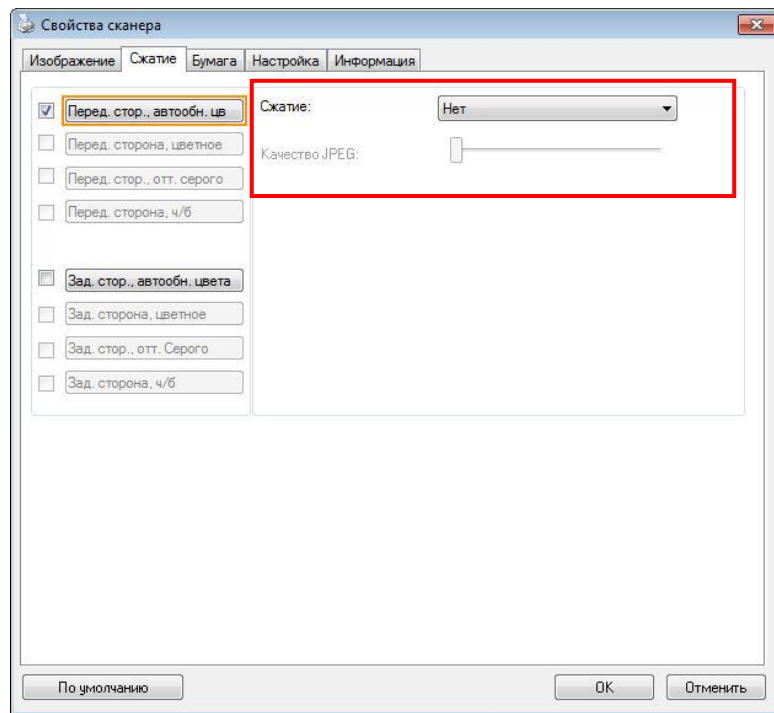 Свойства сканера
Изображение Сжатие Бумага Настройка Информация
Перед. стор., автообн. цв
Сжатие: Нет
Перед. сторона, цветное
Качество JPEG:
Перед. стор., отт. серого
Перед. сторона, ч/б
Зад. стор., автообн. цвета
Зад. сторона, цветное
Зад. стор., отт. Серого
Зад. сторона, ч/б
По умолчанию OK Отменить